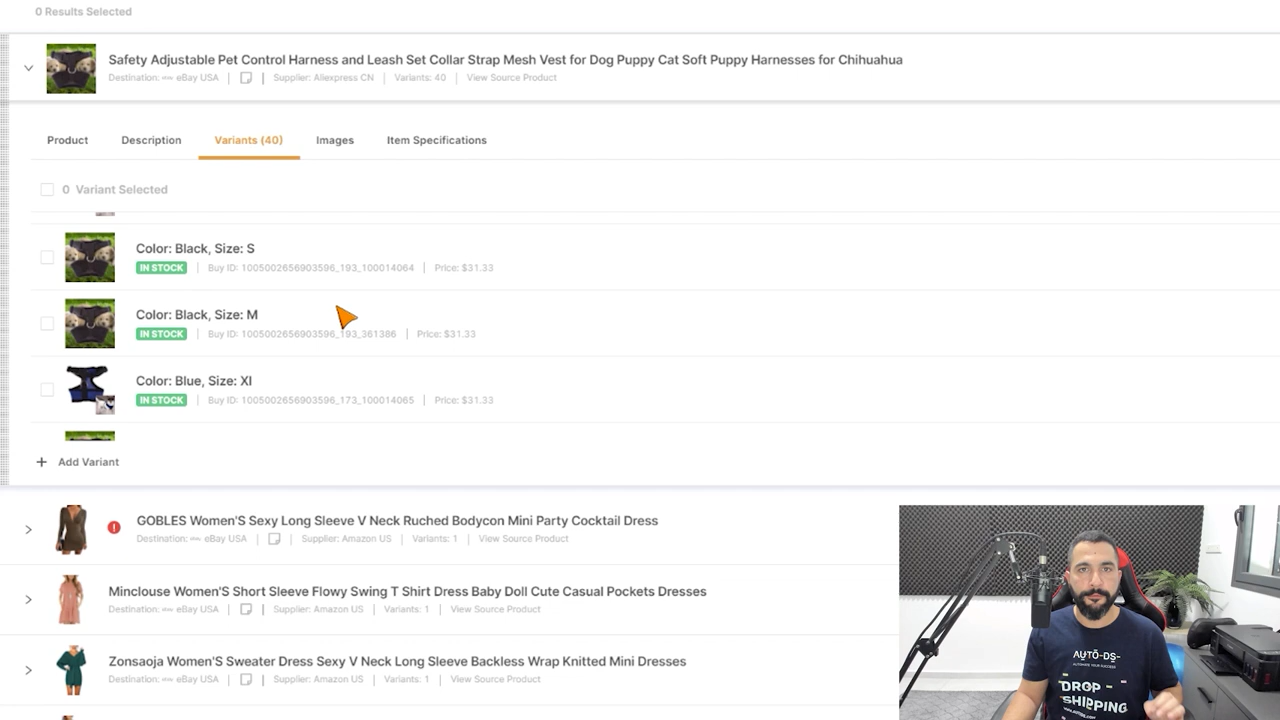 0 Results Selected
Safety Adjustable Pet Control Harness and Leash Set Collar Strap Mesh Vest for Dog Puppy Cat Soft Puppy Harnesses for Chihuahua
Destination: eBay USA | | Supplier: Aliexpress CN | Variants: 40 | View Source Product
Product Description Variants (40) Images Item Specifications
0 Variant Selected
Color: Black, Size: S
IN STOCK | Buy ID: 1005002656903596_193_100014064 | Price: $31.33
Color: Black, Size: M
IN STOCK | Buy ID: 1005002656903596_193_361386 | Price: $31.33
Color: Blue, Size: Xl
IN STOCK | Buy ID: 1005002656903596_173_100014065 | Price: $31.33
+ Add Variant
GOBLES Women'S Sexy Long Sleeve V Neck Ruched Bodycon Mini Party Cocktail Dress
Destination: eBay USA | | Supplier: Amazon US | Variants: 1 | View Source Product
Minclouse Women'S Short Sleeve Flowy Swing T Shirt Dress Baby Doll Cute Casual Pockets Dresses
Destination: eBay USA | | Supplier: Amazon US | Variants: 1 | View Source Product
Zonsaoja Women'S Sweater Dress Sexy V Neck Long Sleeve Backless Wrap Knitted Mini Dresses
Destination: eBay USA | | Supplier: Amazon US | Variants: 1 | View Source Product
AUTO-DS
AUTOMATE YOUR SUCCESS
DROP
SHIPPING